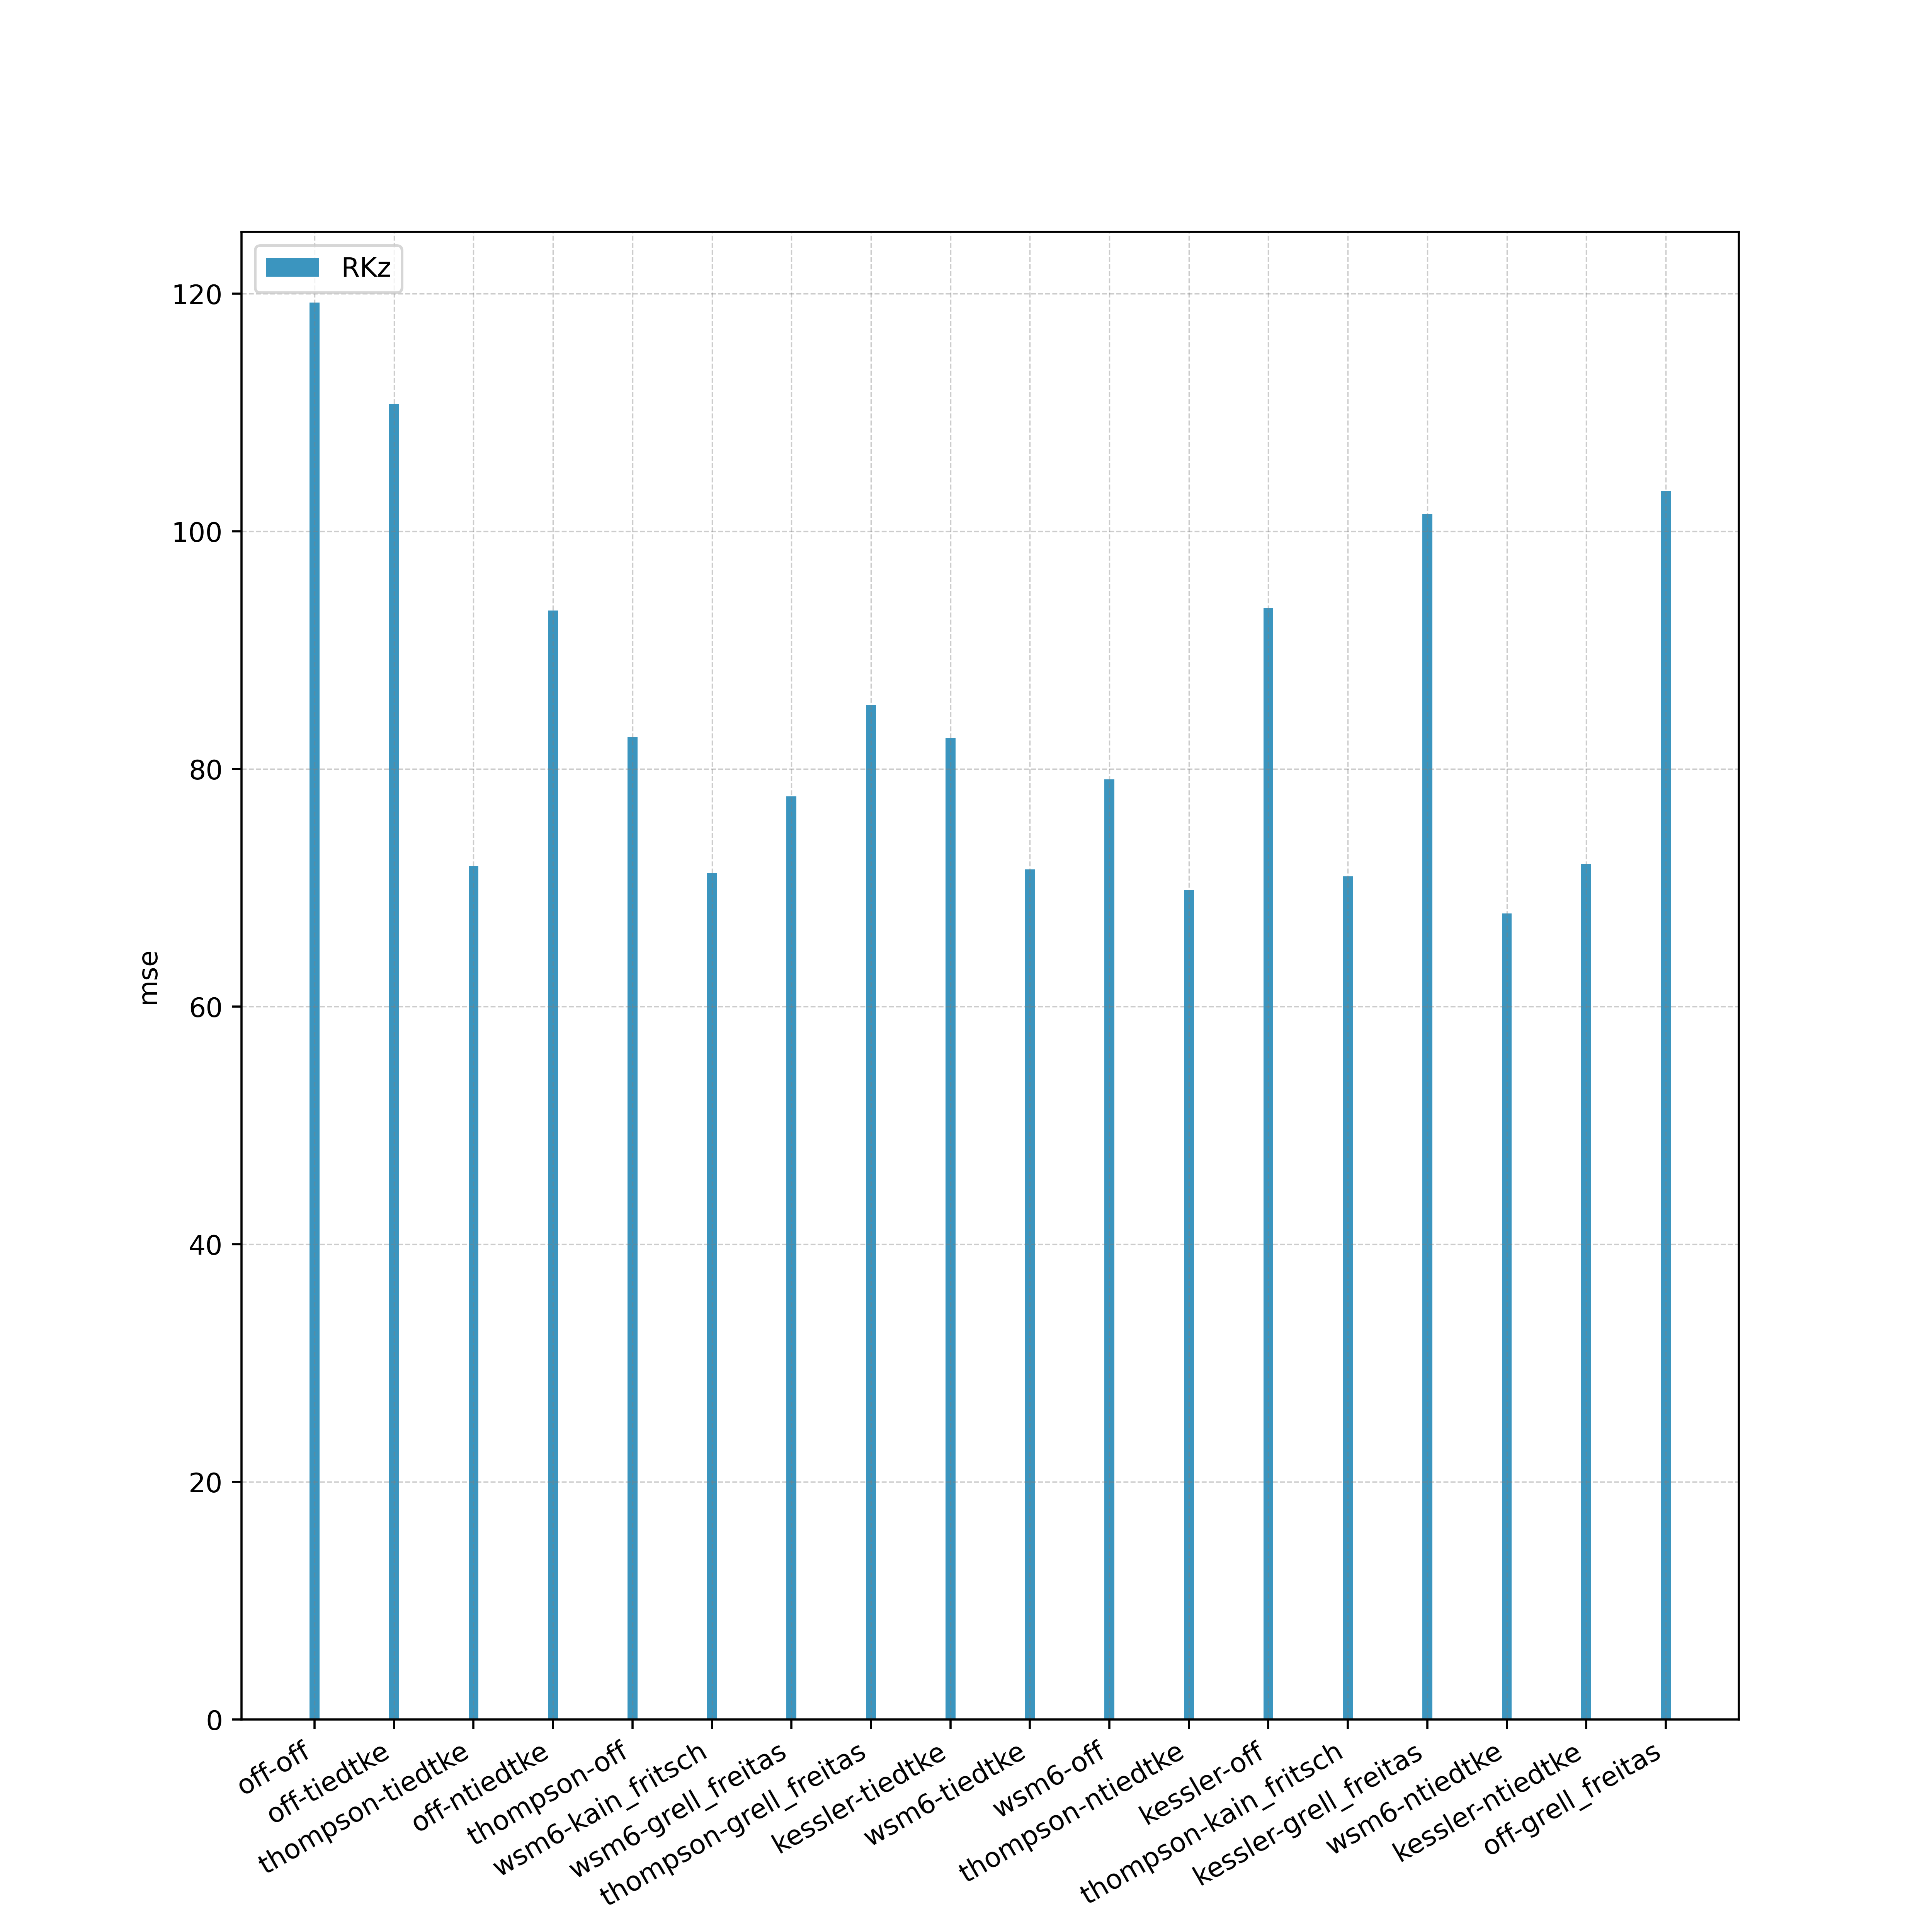 RKz
120
100
80
60
40
20
0
mse
off-off
off-tiedtke
thompson-tiedtke
off-ntiedtke
thompson-off
wsm6-kain_fritsch
wsm6-grell_freitas
thompson-grell_freitas
kessler-tiedtke
wsm6-tiedtke
wsm6-off
thompson-ntiedtke
kessler-off
thompson-kain_fritsch
kessler-grell_freitas
wsm6-ntiedtke
kessler-ntiedtke
off-grell_freitas